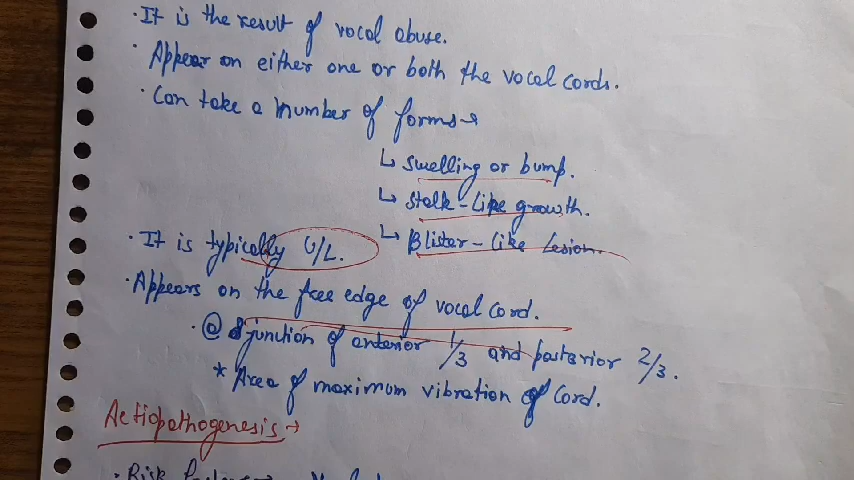 · It is the result of vocal abuse.
· Appear on either one or both the vocal cords.
· Can take a number of forms→
↳ Swelling or bump.
↳ Stalk-like growth.
↳ Blister-like Lesion.
· It is typically U/L.
· Appears on the free edge of vocal cord.
· @ junction of anterior 1/3 and posterior 2/3.
* Area of maximum vibration of Cord.
Aetiopathogenesis→
· Risk